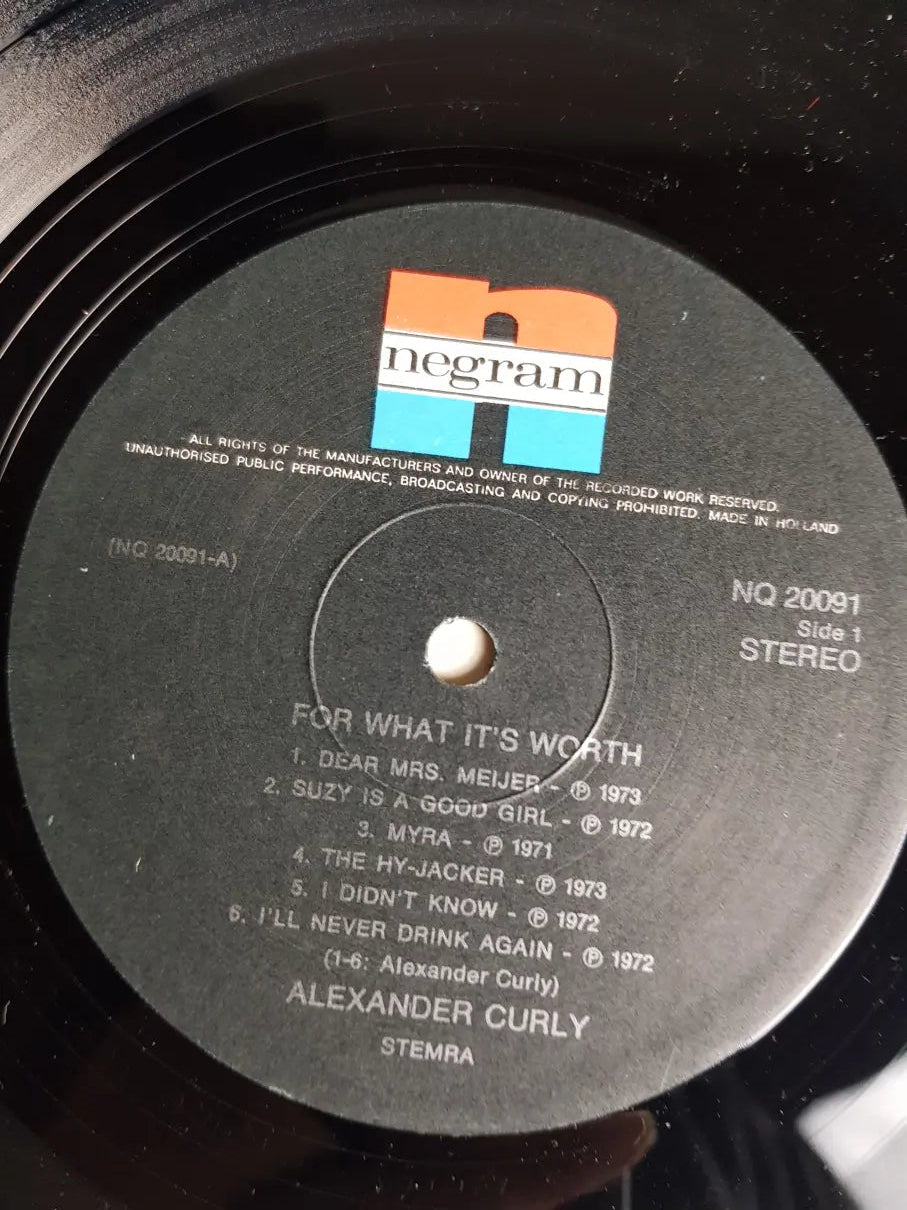 negram
ALL RIGHTS OF THE MANUFACTURERS AND OWNER OF THE RECORDED WORK RESERVED.
UNAUTHORISED PUBLIC PERFORMANCE, BROADCASTING AND COPYING PROHIBITED. MADE IN HOLLAND
(NQ 20091-A)
NQ 20091
Side 1
STEREO
FOR WHAT IT'S WORTH
1. DEAR MRS. MEIJER - ℗ 1973
2. SUZY IS A GOOD GIRL - ℗ 1972
3. MYRA - ℗ 1971
4. THE HY-JACKER - ℗ 1973
5. I DIDN'T KNOW - ℗ 1972
6. I'LL NEVER DRINK AGAIN - ℗ 1972
(1-6: Alexander Curly)
ALEXANDER CURLY
STEMRA